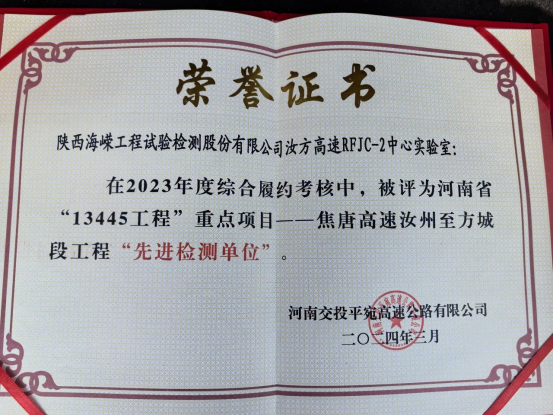 荣誉证书
陕西海嵘工程试验检测股份有限公司汝方高速RFJC-2中心实验室：
在2023年度综合履约考核中，被评为河南省
“13445工程”重点项目——焦唐高速汝州至方城
段工程“先进检测单位”。
河南交投平宛高速公路有限公司
二〇二四年三月